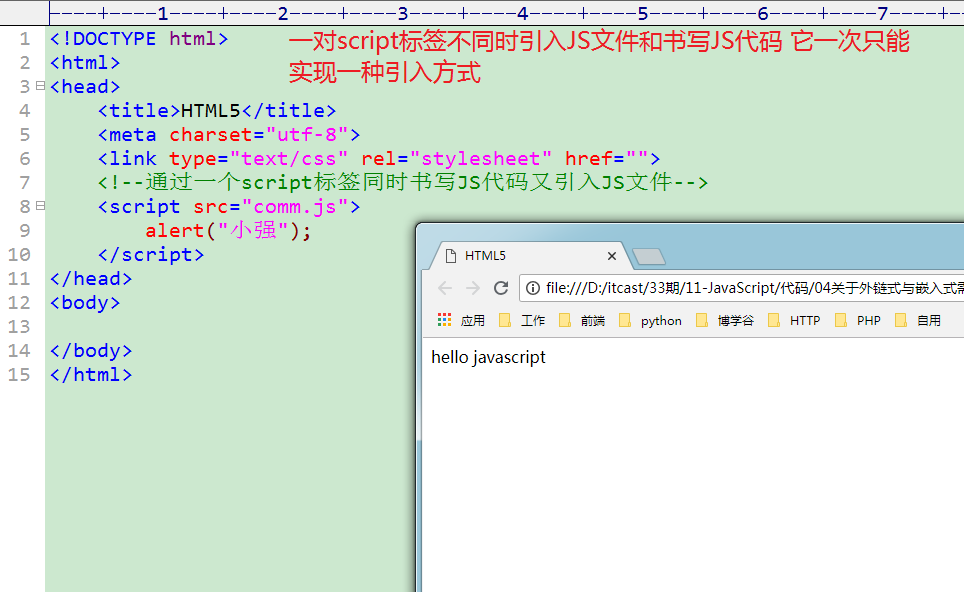 ----+----1----+----2----+----3----+----4----+----5----+----6----+----7----+-
1 <!DOCTYPE html>
一对script标签不同时引入JS文件和书写JS代码 它一次只能
实现一种引入方式
2 <html>
3 <head>
4 <title>HTML5</title>
5 <meta charset="utf-8">
6 <link type="text/css" rel="stylesheet" href="">
7 <!--通过一个script标签同时书写JS代码又引入JS文件-->
8 <script src="comm.js">
9 alert("小强");
10 </script>
11 </head>
12 <body>
13
14 </body>
15 </html>
HTML5
file:///D:/itcast/33期/11-JavaScript/代码/04关于外链式与嵌入式
应用 工作 前端 python 博学谷 HTTP PHP 自用
hello javascript